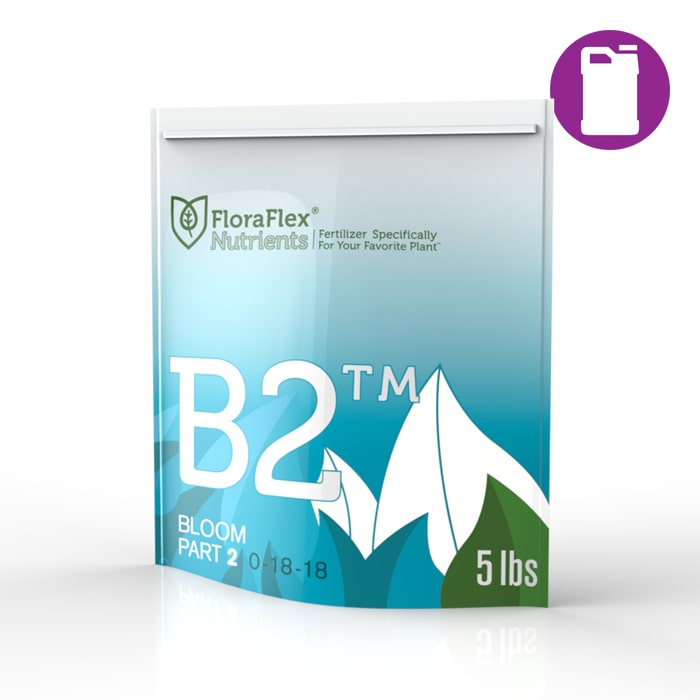 FloraFlex®
Nutrients
Fertilizer Specifically
For Your Favorite Plant™
B2™
BLOOM
PART 2 0-18-18
5 lbs